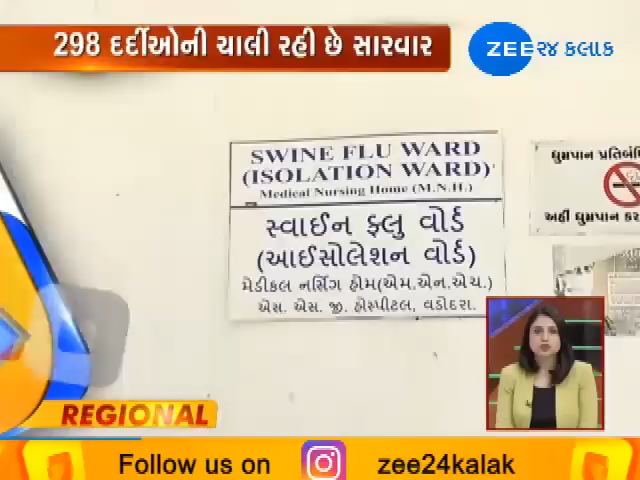 298 દર્દીઓની ચાલી રહી છે સારવાર
ZEE ૨૪ કલાક
SWINE FLU WARD
(ISOLATION WARD)
Medical Nursing Home (M.N.H.)
સ્વાઈન ફ્લુ વોર્ડ
(આઈસોલેશન વોર્ડ)
મેડીકલ નર્સિંગ હોમ(એમ.એન.એચ.)
એસ. એસ. જી. હોસ્પીટલ, વડોદરા.
ધુમ્રપાન
અહીં ધુમ્રપાન
REGIONAL
Follow us on zee24kalak